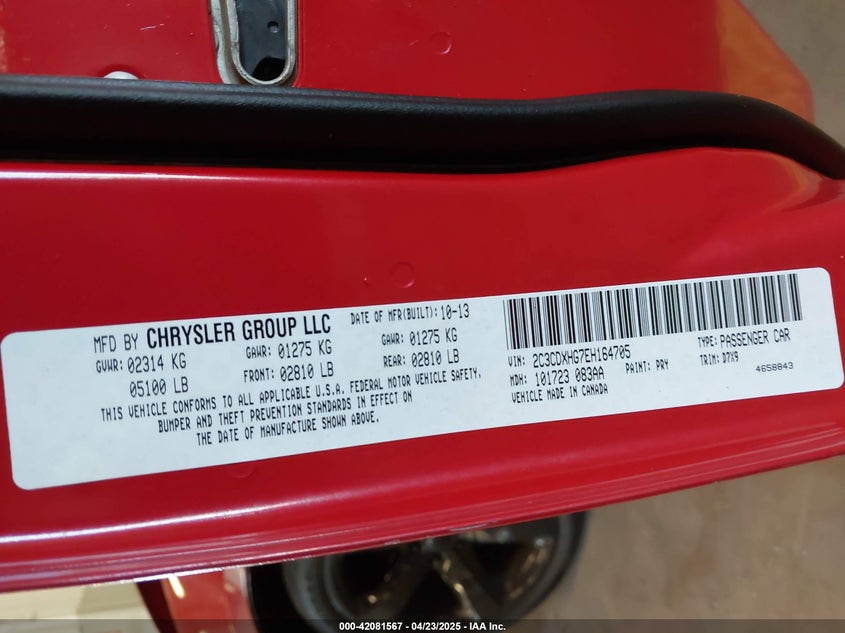 MFD BY CHRYSLER GROUP LLC DATE OF MFR(BUILT): 10-13
GVWR: 02314 KG GAWR: 01275 KG GAWR: 01275 KG
05100 LB FRONT: 02810 LB REAR: 02810 LB
THIS VEHICLE CONFORMS TO ALL APPLICABLE U.S.A. FEDERAL MOTOR VEHICLE SAFETY,
BUMPER AND THEFT PREVENTION STANDARDS IN EFFECT ON
THE DATE OF MANUFACTURE SHOWN ABOVE.
VIN: 2C3CDXHG7EH164705 TYPE: PASSENGER CAR
MDH: 101723 083AA PAINT: PRY TRIM: D7X9
VEHICLE MADE IN CANADA 4658843
000-42081567 - 04/23/2025 - IAA Inc.